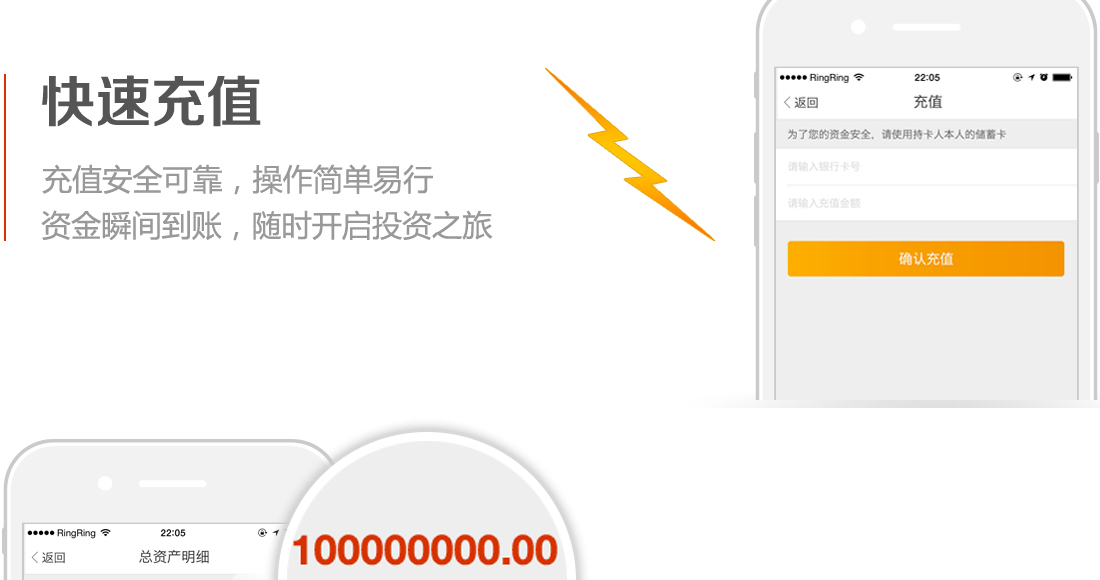 快速充值
充值安全可靠，操作简单易行
资金瞬间到账，随时开启投资之旅
RingRing 22:05
返回 充值
为了您的资金安全，请使用持卡人本人的储蓄卡
请输入银行卡号
请输入充值金额
确认充值
RingRing 22:05
返回 总资产明细
100000000.00